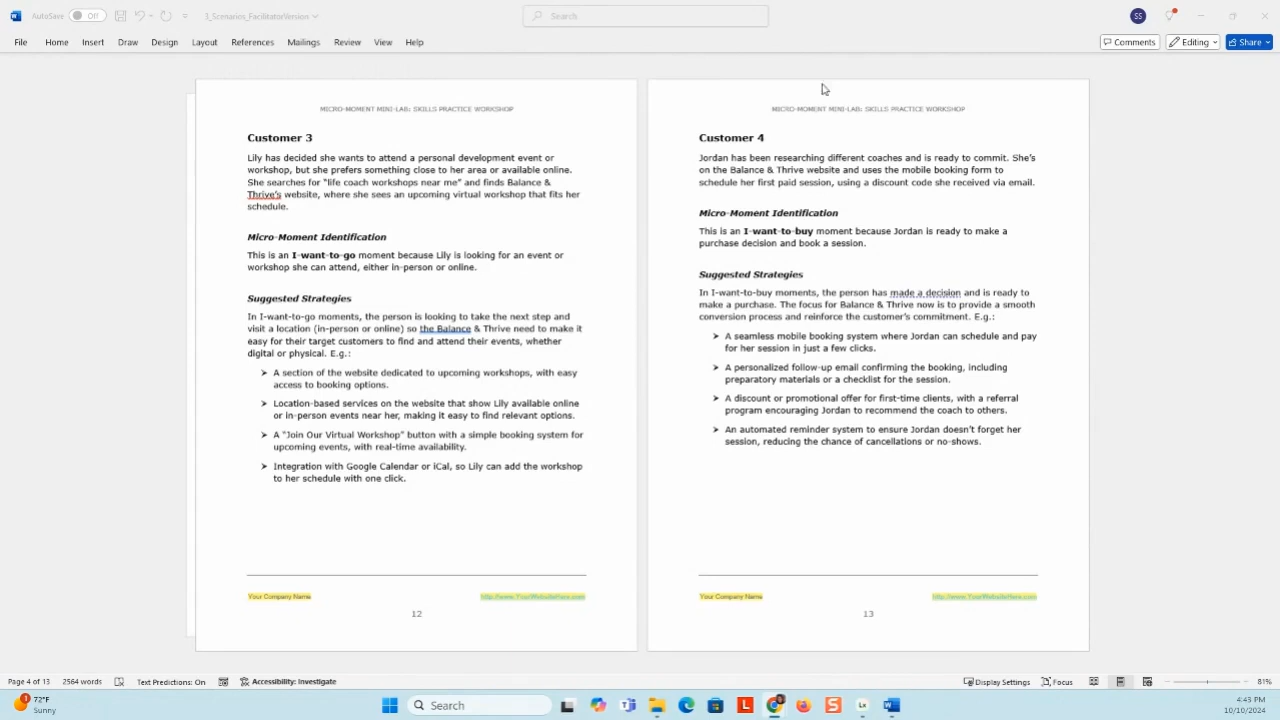 AutoSave Off 3_Scenarios_FacilitatorVersion Search SS
File Home Insert Draw Design Layout References Mailings Review View Help Comments Editing Share
MICRO-MOMENT MINI-LAB: SKILLS PRACTICE WORKSHOP
Customer 3
Lily has decided she wants to attend a personal development event or
workshop, but she prefers something close to her area or available online.
She searches for "life coach workshops near me" and finds Balance &
Thrive's website, where she sees an upcoming virtual workshop that fits her
schedule.
Micro-Moment Identification
This is an I-want-to-go moment because Lily is looking for an event or
workshop she can attend, either in-person or online.
Suggested Strategies
In I-want-to-go moments, the person is looking to take the next step and
visit a location (in-person or online) so the Balance & Thrive need to make it
easy for their target customers to find and attend their events, whether
digital or physical. E.g.:
➤ A section of the website dedicated to upcoming workshops, with easy
access to booking options.
➤ Location-based services on the website that show Lily available online
or in-person events near her, making it easy to find relevant options.
➤ A "Join Our Virtual Workshop" button with a simple booking system for
upcoming events, with real-time availability.
➤ Integration with Google Calendar or iCal, so Lily can add the workshop
to her schedule with one click.
Your Company Name http://www.YourWebsiteHere.com
12
MICRO-MOMENT MINI-LAB: SKILLS PRACTICE WORKSHOP
Customer 4
Jordan has been researching different coaches and is ready to commit. She's
on the Balance & Thrive website and uses the mobile booking form to
schedule her first paid session, using a discount code she received via email.
Micro-Moment Identification
This is an I-want-to-buy moment because Jordan is ready to make a
purchase decision and book a session.
Suggested Strategies
In I-want-to-buy moments, the person has made a decision and is ready to
make a purchase. The focus for Balance & Thrive now is to provide a smooth
conversion process and reinforce the customer's commitment. E.g.:
➤ A seamless mobile booking system where Jordan can schedule and pay
for her session in just a few clicks.
➤ A personalized follow-up email confirming the booking, including
preparatory materials or a checklist for the session.
➤ A discount or promotional offer for first-time clients, with a referral
program encouraging Jordan to recommend the coach to others.
➤ An automated reminder system to ensure Jordan doesn't forget her
session, reducing the chance of cancellations or no-shows.
Your Company Name http://www.YourWebsiteHere.com
13
Page 4 of 13 2564 words Text Predictions: On Accessibility: Investigate Display Settings Focus 81%
72°F
Sunny
Search
4:43 PM
10/10/2024